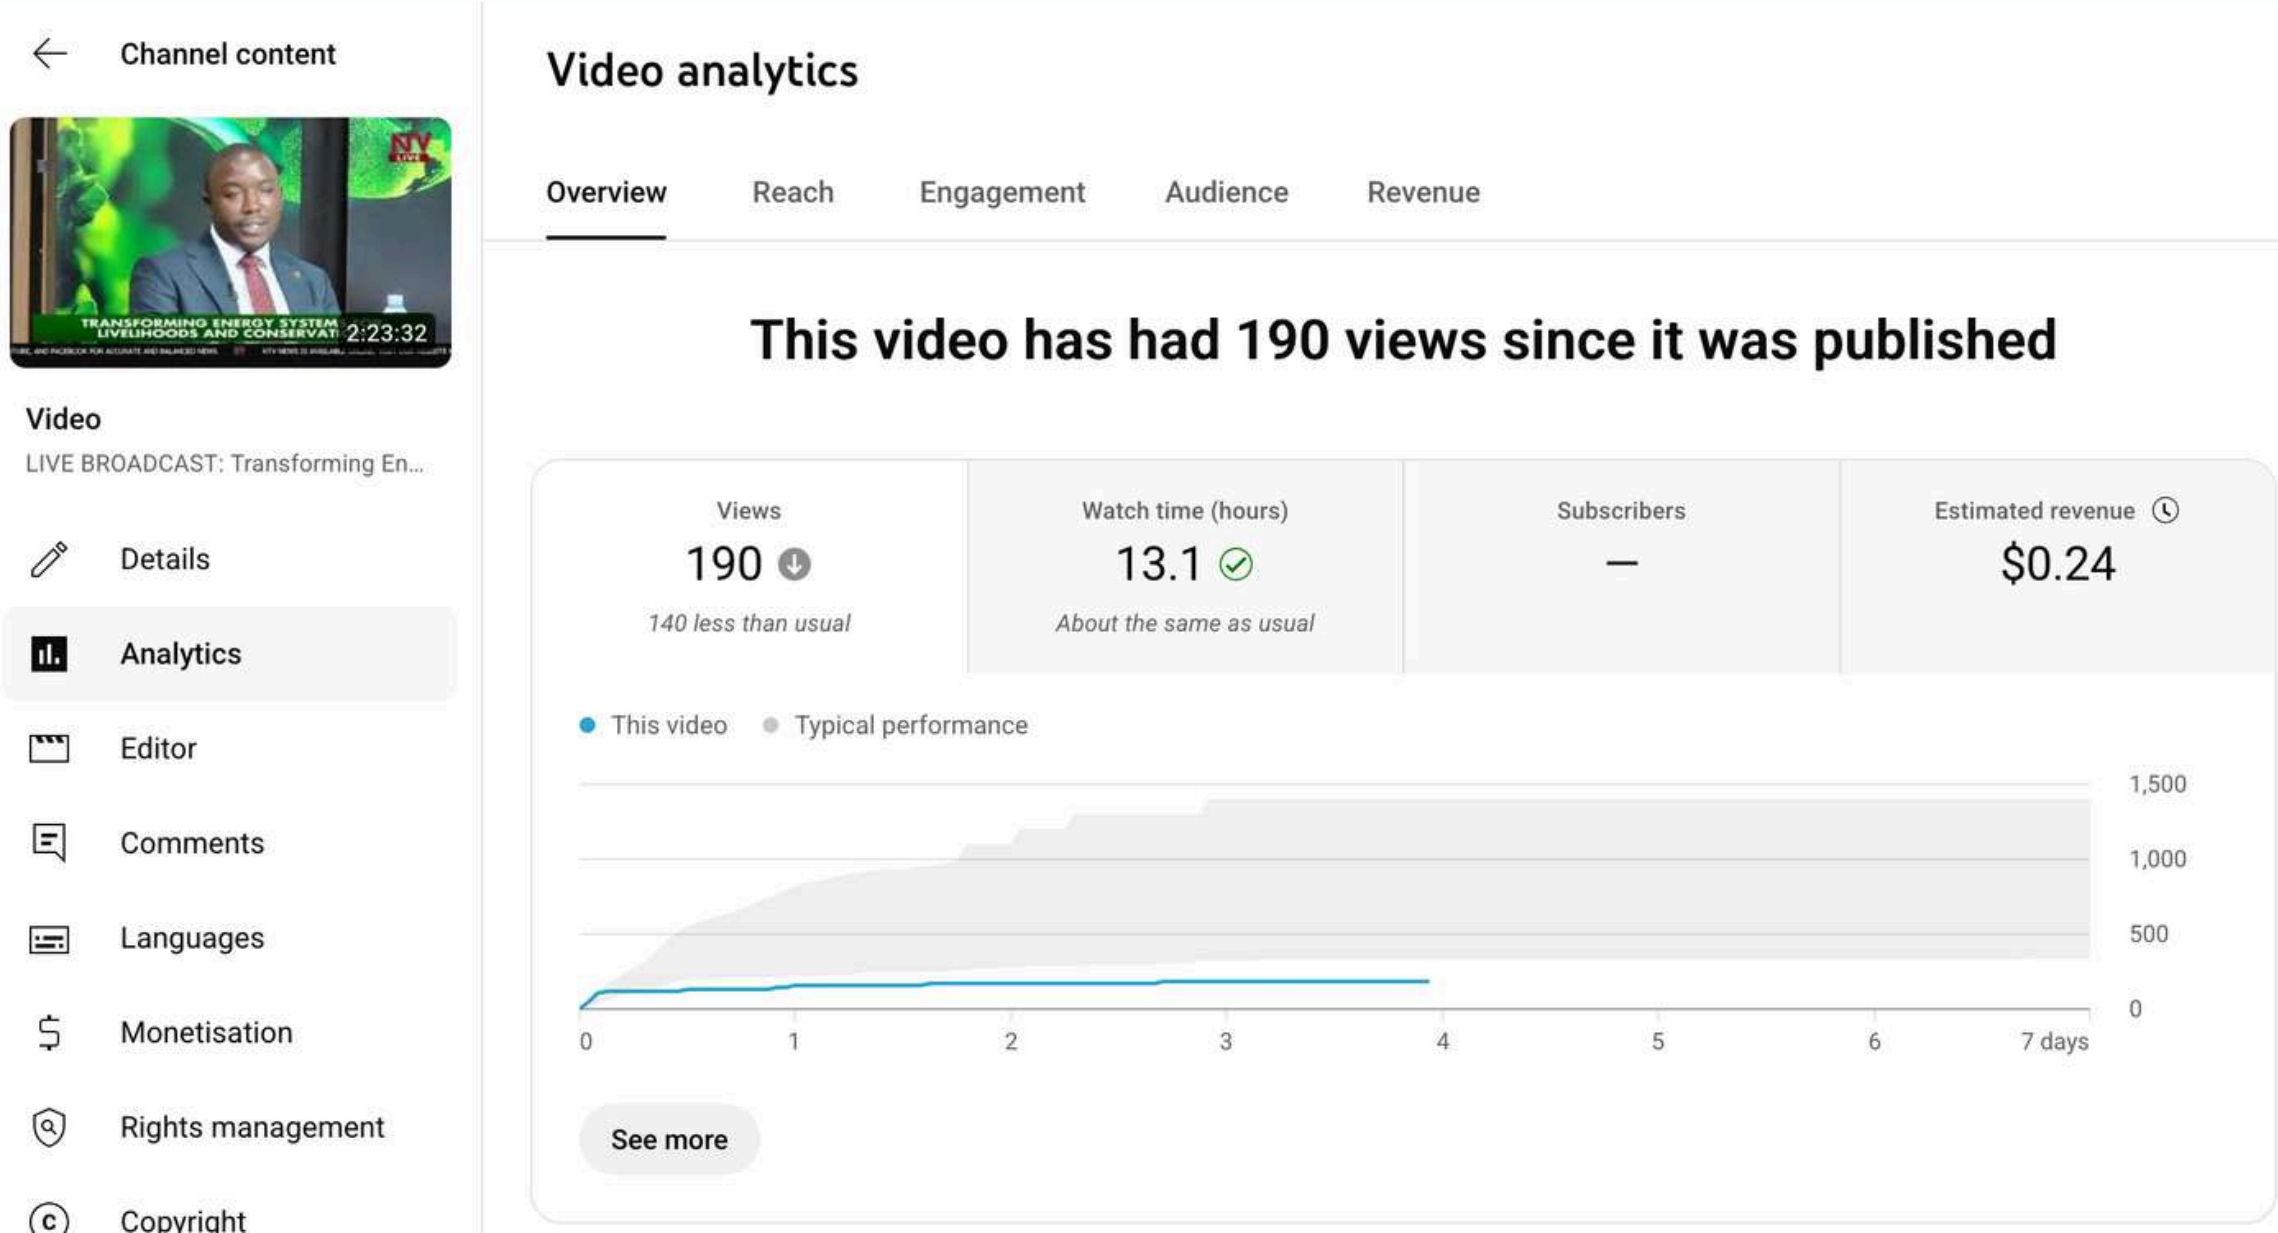 Channel content
NTV
LIVE
TRANSFORMING ENERGY SYSTEM
LIVELIHOODS AND CONSERVAT
2:23:32
Video
LIVE BROADCAST: Transforming En...
Details
Analytics
Editor
Comments
Languages
Monetisation
Rights management
Copyright
Video analytics
Overview Reach Engagement Audience Revenue
This video has had 190 views since it was published
Views
190
140 less than usual
Watch time (hours)
13.1
About the same as usual
Subscribers
—
Estimated revenue
$0.24
This video Typical performance
1,500
1,000
500
0
0 1 2 3 4 5 6 7 days
See more